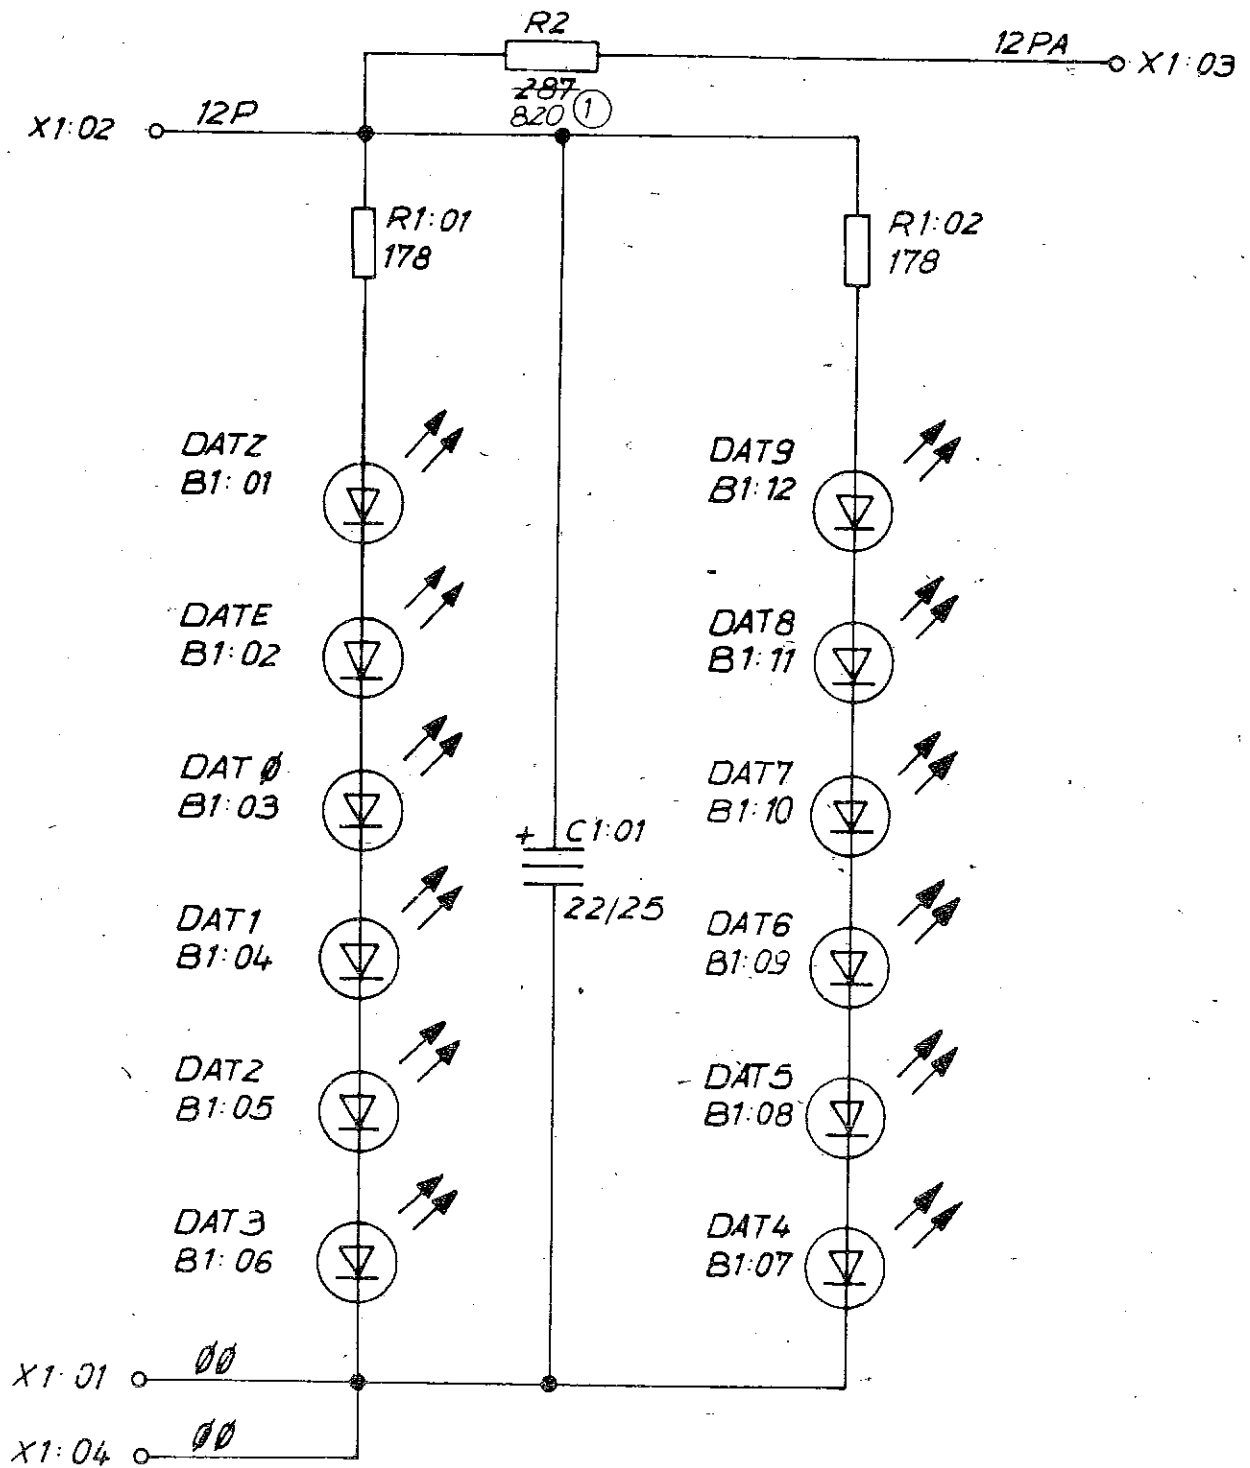 R2
12PA
X1:03
287
820 1
X1:02
12P
R1:01
178
R1:02
178
DATZ
B1:01
DAT9
B1:12
DATE
B1:02
DAT8
B1:11
DATØ
B1:03
DAT7
B1:10
+ C1:01
22/25
DAT1
B1:04
DAT6
B1:09
DAT2
B1:05
DAT5
B1:08
DAT3
B1:06
DAT4
B1:07
X1:01
ØØ
X1:04
ØØ